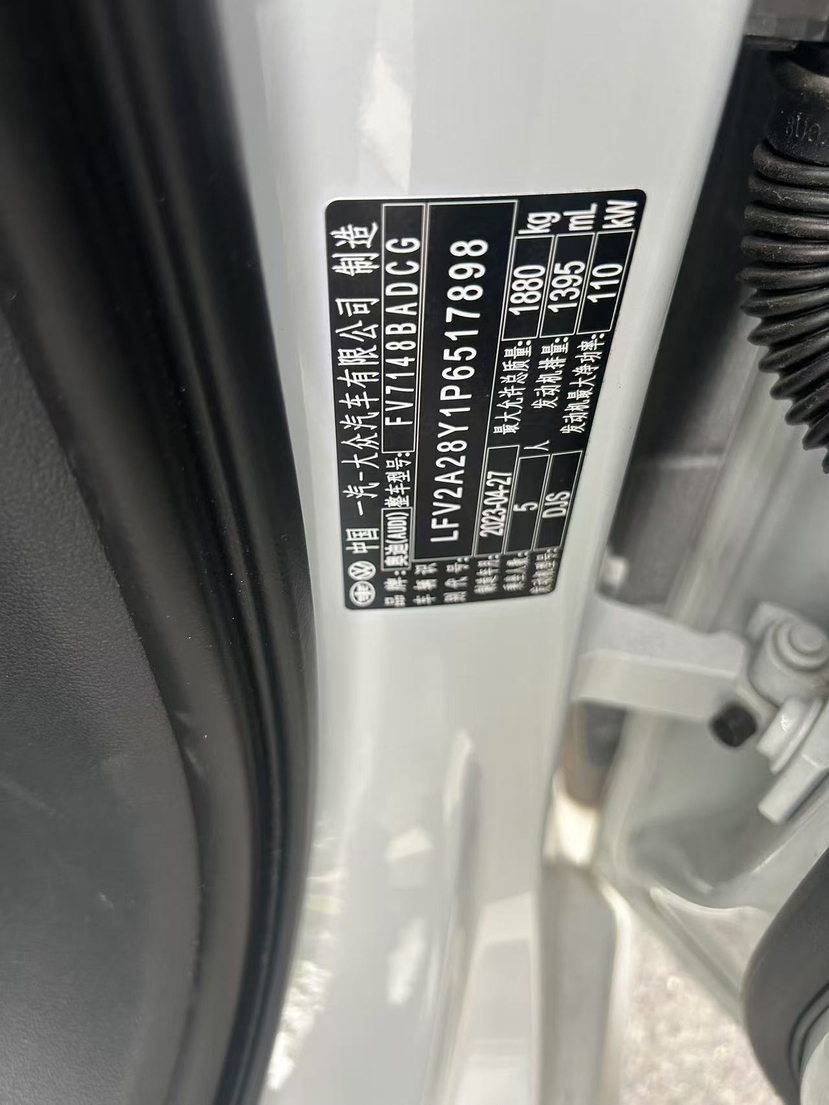 中国 一汽-大众汽车有限公司 制造
品牌: 奥迪(AUDI) 整车型号: FV7148BADCG
车辆识别代号: LFV2A28Y1P6517898
制造年月: 2023-04-27 最大允许总质量: 1880 kg
乘坐人数: 5 人 发动机排量: 1395 mL
发动机型号: DJS 发动机最大净功率: 110 kW